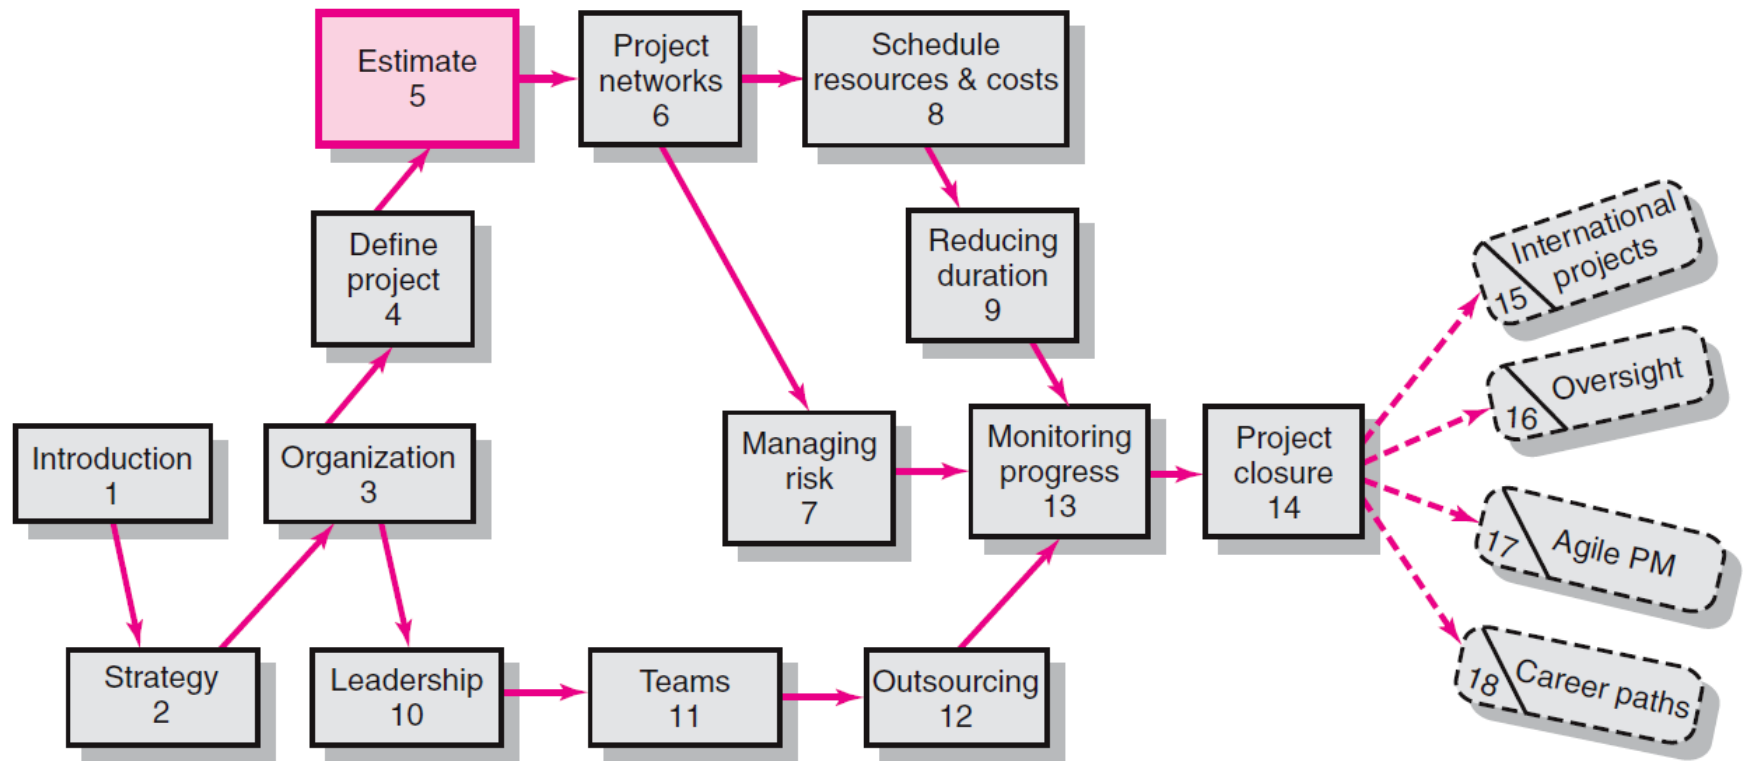 Estimate
5
Project
networks
6
Schedule
resources & costs
8
Define
project
4
Reducing
duration
9
International
projects
15
Oversight
16
Introduction
1
Organization
3
Managing
risk
7
Monitoring
progress
13
Project
closure
14
Agile PM
17
Strategy
2
Leadership
10
Teams
11
Outsourcing
12
Career paths
18